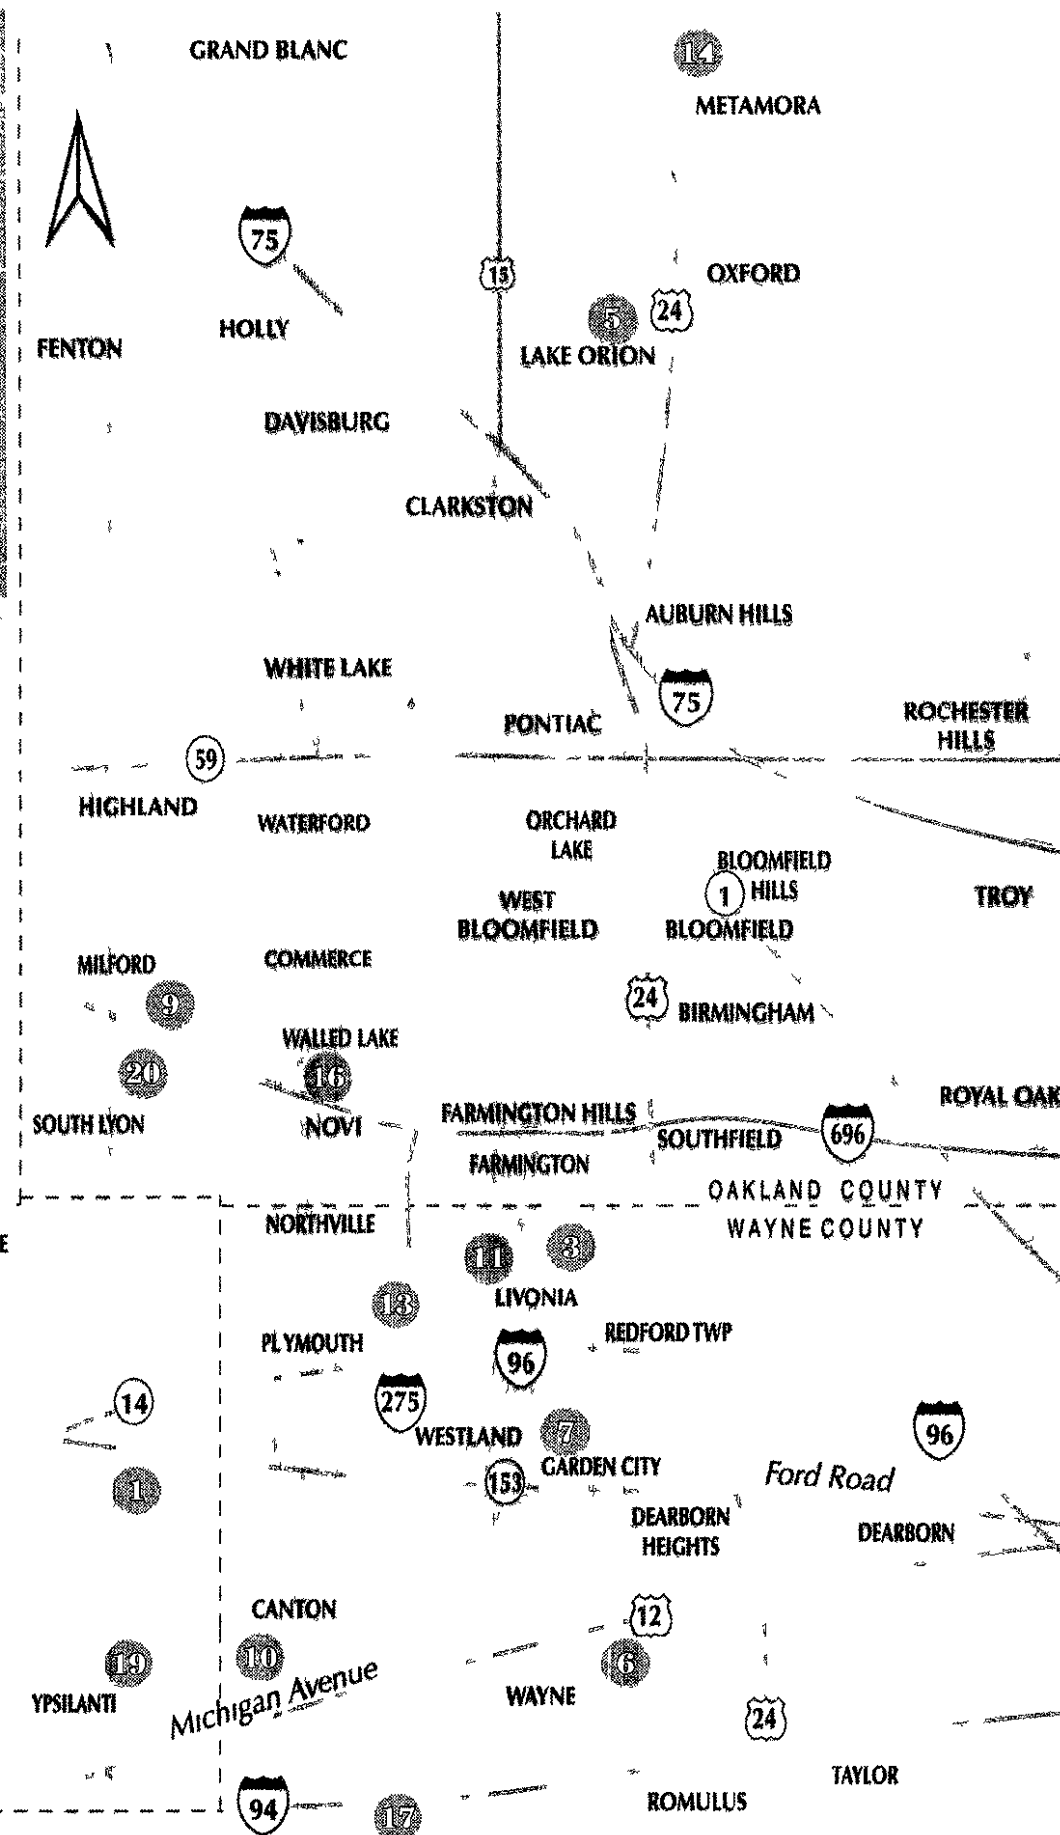 GRAND BLANC
14
METAMORA
75
15
OXFORD
24
5
HOLLY
FENTON
LAKE ORION
DAVISBURG
CLARKSTON
AUBURN HILLS
WHITE LAKE
75
PONTIAC
ROCHESTER
HILLS
59
HIGHLAND
WATERFORD
ORCHARD
LAKE
BLOOMFIELD
HILLS
1
WEST
BLOOMFIELD
BLOOMFIELD
TROY
MILFORD
COMMERCE
9
24
BIRMINGHAM
WALLED LAKE
20
16
SOUTH LYON
NOVI
FARMINGTON HILLS
ROYAL OAK
696
SOUTHFIELD
FARMINGTON
OAKLAND COUNTY
WAYNE COUNTY
NORTHVILLE
E
11
3
LIVONIA
13
PLYMOUTH
REDFORD TWP
96
275
14
WESTLAND
7
96
GARDEN CITY
Ford Road
153
1
DEARBORN
HEIGHTS
DEARBORN
CANTON
12
19
10
6
YPSILANTI
Michigan Avenue
WAYNE
24
TAYLOR
94
ROMULUS
17